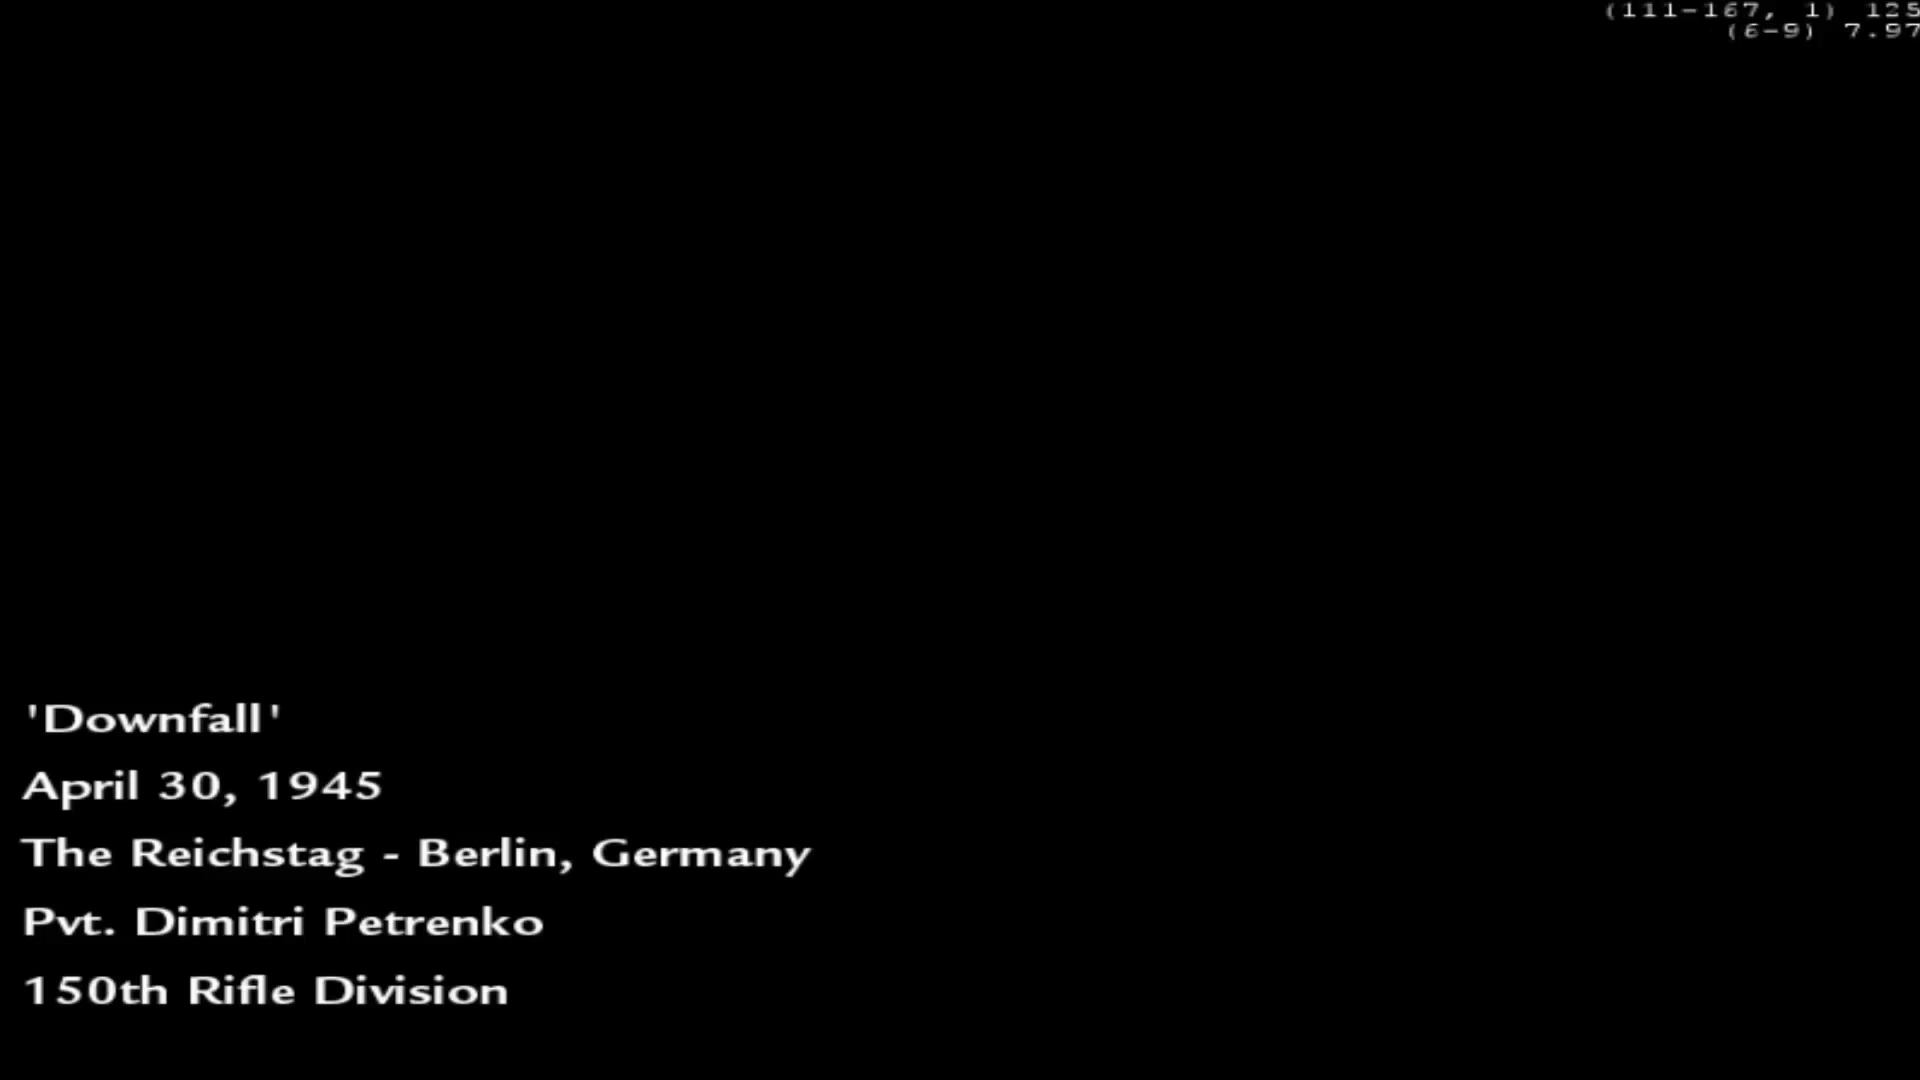 (111-167, 1) 125
(6-9) 7.97
'Downfall'
April 30, 1945
The Reichstag - Berlin, Germany
Pvt. Dimitri Petrenko
150th Rifle Division